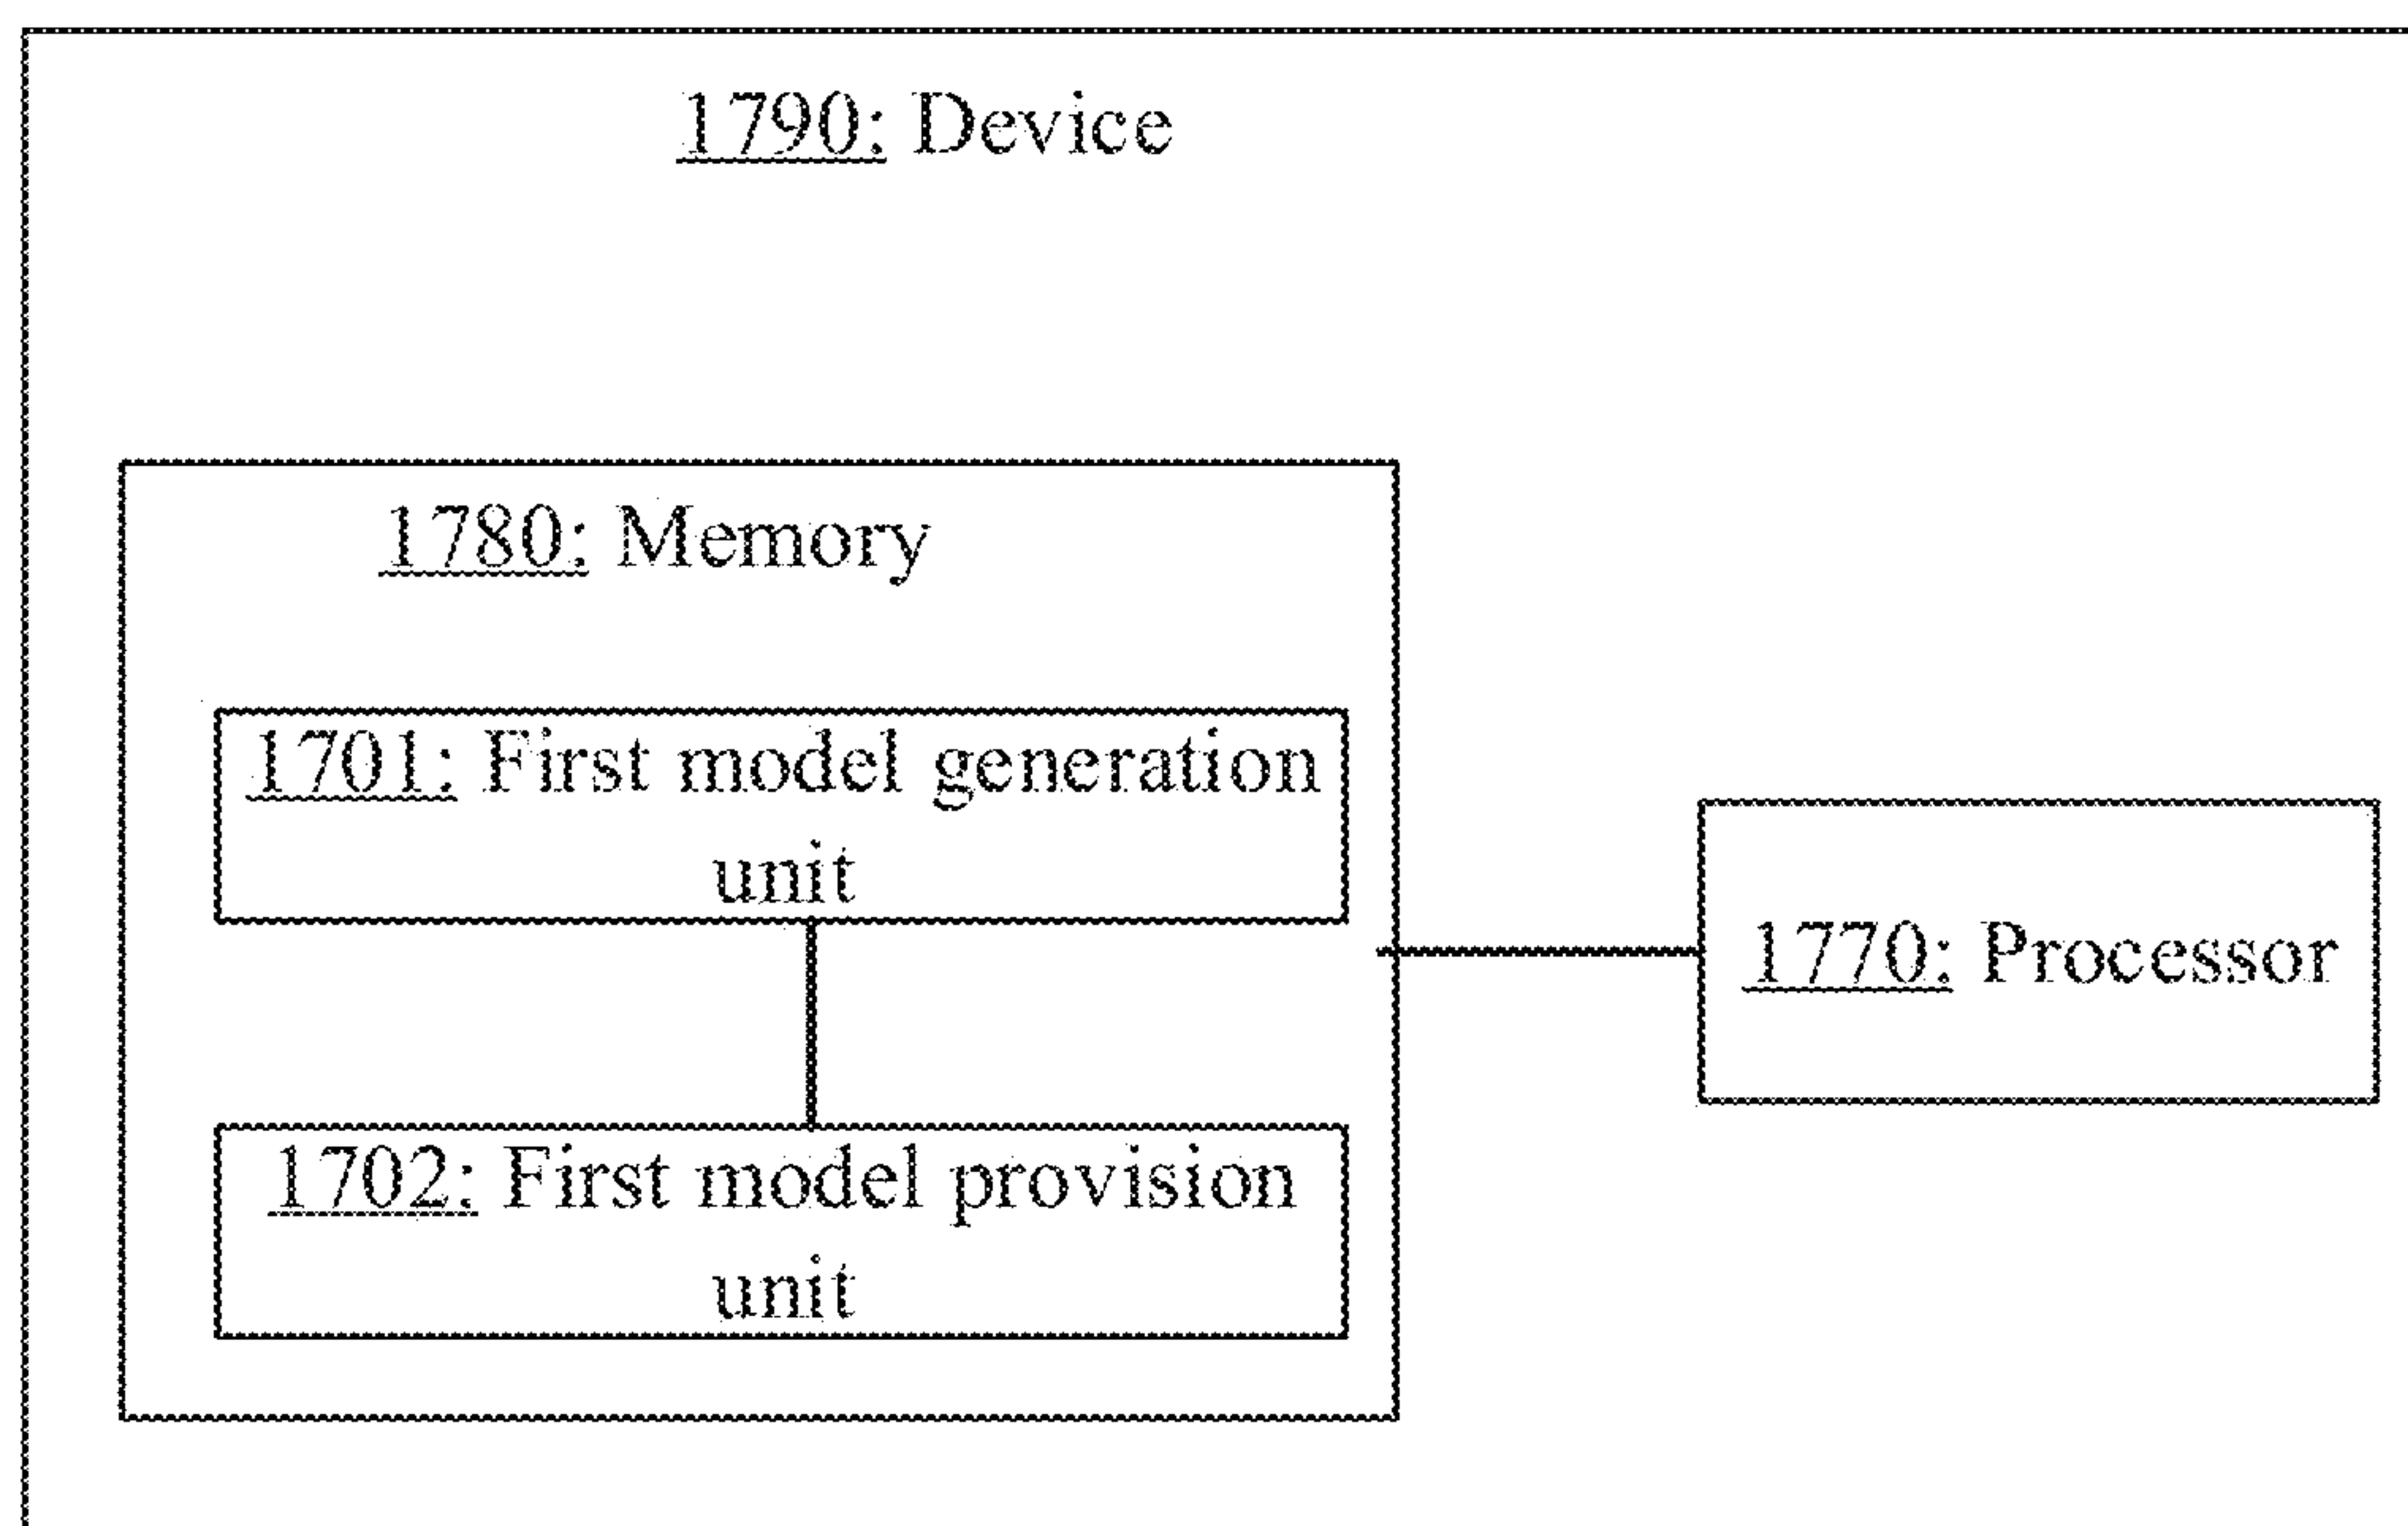 1790: Device
1780: Memory
1701: First model generation
unit
1770: Processor
1702: First model provision
unit